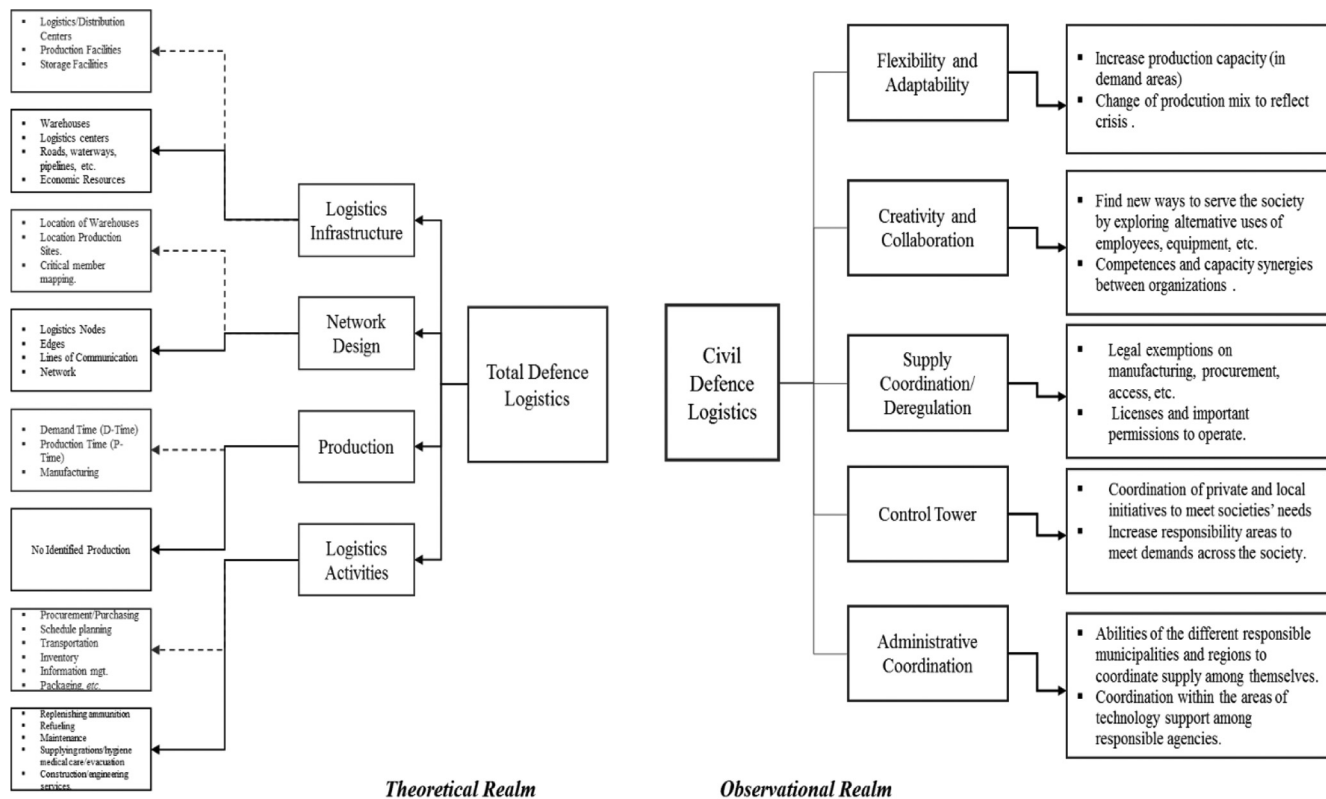 ▪ Logistics/Distribution
Centers
▪ Production Facilities
▪ Storage Facilities
▪ Warehouses
▪ Logistics centers
▪ Roads, waterways,
pipelines, etc.
▪ Economic Resources
▪ Location of Warehouses
▪ Location Production
Sites.
▪ Critical member
mapping.
▪ Logistics Nodes
▪ Edges
▪ Lines of Communication
▪ Network
▪ Demand Time (D-Time)
▪ Production Time (P-
Time)
▪ Manufacturing
No Identified Production
▪ Procurement/Purchasing
▪ Schedule planning
▪ Transportation
▪ Inventory
▪ Information mgt.
▪ Packaging, etc.
▪ Replenishing ammunition
▪ Refueling
▪ Maintenance
▪ Supplying rations/hygiene
medical care/evacuation
▪ Construction/engineering
services.
Logistics
Infrastructure
Network
Design
Production
Logistics
Activities
Total Defence
Logistics
Theoretical Realm
Civil
Defence
Logistics
Flexibility and
Adaptability
Creativity and
Collaboration
Supply
Coordination/
Deregulation
Control Tower
Administrative
Coordination
▪ Increase production capacity (in
demand areas)
▪ Change of prodcution mix to reflect
crisis .
▪ Find new ways to serve the society
by exploring alternative uses of
employees, equipment, etc.
▪ Competences and capacity synergies
between organizations .
▪ Legal exemptions on
manufacturing, procurement,
access, etc.
▪ Licenses and important
permissions to operate.
▪ Coordination of private and local
initiatives to meet societies' needs
▪ Increase responsibility areas to
meet demands across the society.
▪ Abilities of the different responsible
municipalities and regions to
coordinate supply among themselves.
▪ Coordination within the areas of
technology support among
responsible agencies.
Observational Realm